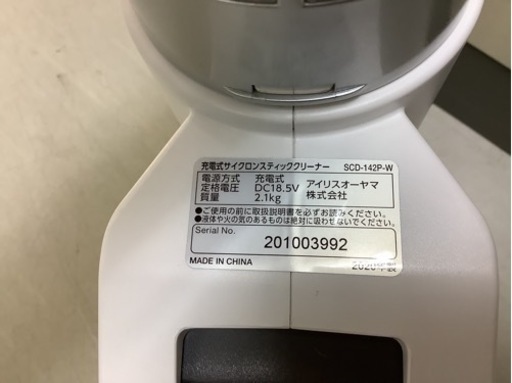 充電式サイクロンスティッククリーナー SCD-142P-W
電源方式 充電式
定格電圧 DC18.5V アイリスオーヤマ
質量 2.1kg 株式会社
●ご使用の前に取扱説明書を必ずお読みください。
●液体や火の気のあるものは絶対に吸わせないでください。
Serial No.
201003992
MADE IN CHINA 2020年製